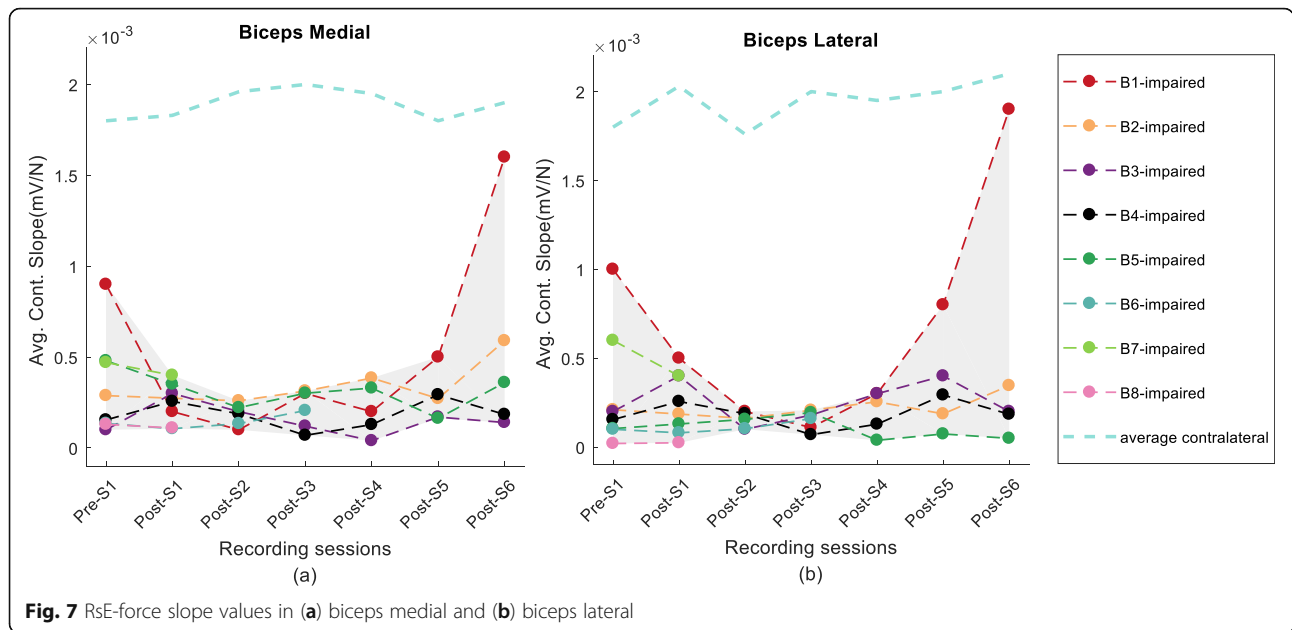 Biceps Medial
×10-3
2
1.5
1
0.5
0
Avg. Cont. Slope(mV/N)
Pre-S1
Post-S1
Post-S2
Post-S3
Post-S4
Post-S5
Post-S6
Recording sessions
(a)
Biceps Lateral
×10-3
2
1.5
1
0.5
0
Avg. Cont. Slope(mV/N)
Pre-S1
Post-S1
Post-S2
Post-S3
Post-S4
Post-S5
Post-S6
Recording sessions
(b)
B1-impaired
B2-impaired
B3-impaired
B4-impaired
B5-impaired
B6-impaired
B7-impaired
B8-impaired
average contralateral
Fig. 7 RsE-force slope values in (a) biceps medial and (b) biceps lateral